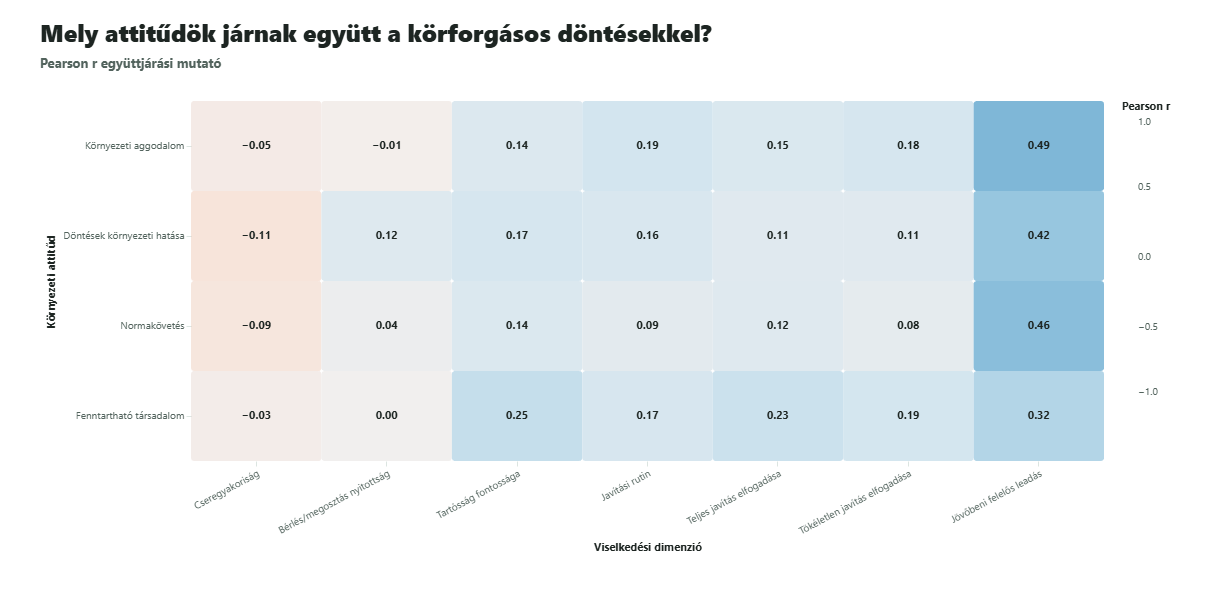 Mely attitűdök járnak együtt a körforgásos döntésekkel?
Pearson r együttjárási mutató
Pearson r
1.0
0.5
0.0
−0.5
−1.0
Környezeti attitűd
Környezeti aggodalom −0.05 −0.01 0.14 0.19 0.15 0.18 0.49
Döntések környezeti hatása −0.11 0.12 0.17 0.16 0.11 0.11 0.42
Normakövetés −0.09 0.04 0.14 0.09 0.12 0.08 0.46
Fenntartható társadalom −0.03 0.00 0.25 0.17 0.23 0.19 0.32
Cseregyakoriság
Bérlés/megosztás nyitottság
Tartósság fontossága
Javítási rutin
Teljes javítás elfogadása
Tökéletlen javítás elfogadása
Jövőbeni felelős leadás
Viselkedési dimenzió